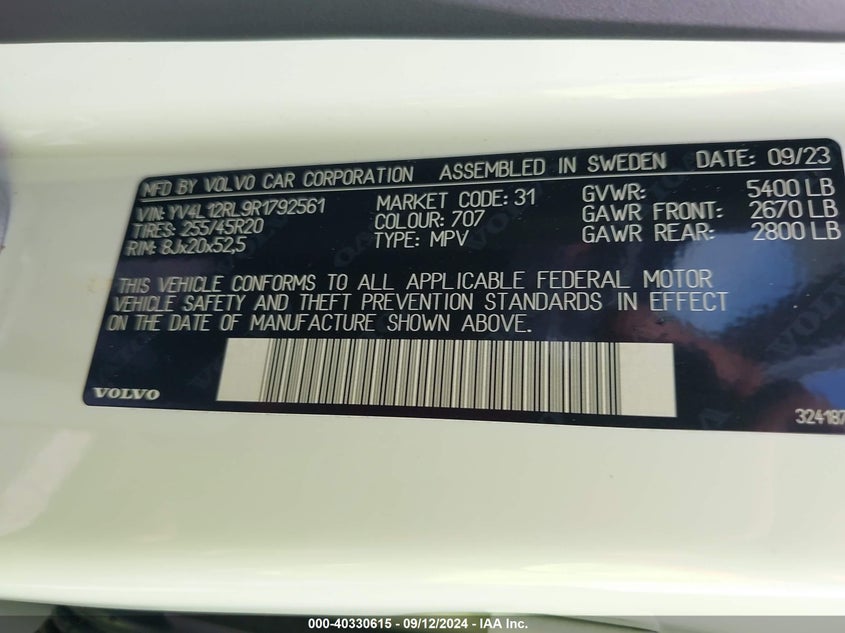 MFD BY VOLVO CAR CORPORATION ASSEMBLED IN SWEDEN DATE: 09/23
VIN: YV4L12RL9R1792561 MARKET CODE: 31 GVWR: 5400 LB
TIRES: 255/45R20 COLOUR: 707 GAWR FRONT: 2670 LB
RIM: 8Jx20x52,5 TYPE: MPV GAWR REAR: 2800 LB
THIS VEHICLE CONFORMS TO ALL APPLICABLE FEDERAL MOTOR
VEHICLE SAFETY AND THEFT PREVENTION STANDARDS IN EFFECT
ON THE DATE OF MANUFACTURE SHOWN ABOVE.
VOLVO
324187
000-40330615 - 09/12/2024 - IAA Inc.